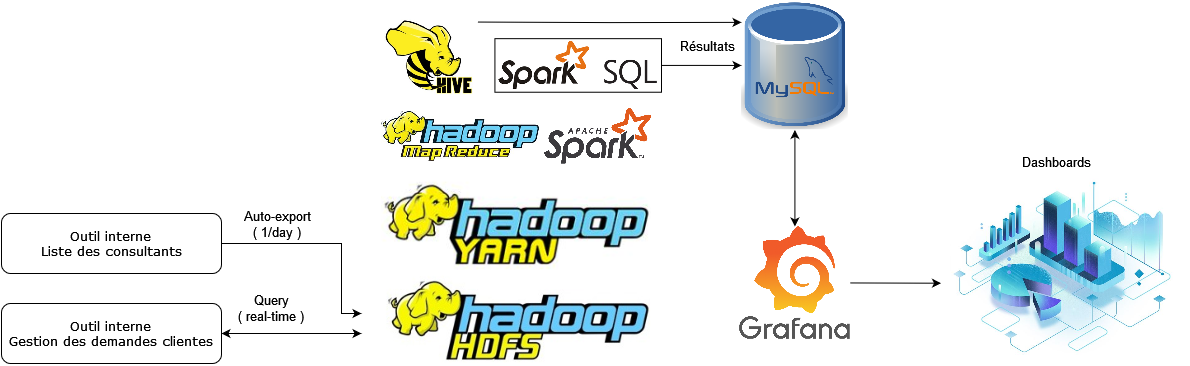 HIVE
Spark SQL
Résultats
MySQL
hadoop
Map Reduce
APACHE
Spark
Dashboards
hadoop
YARN
Outil interne
Liste des consultants
Auto-export
( 1/day )
Outil interne
Gestion des demandes clientes
Query
( real-time )
hadoop
HDFS
Grafana